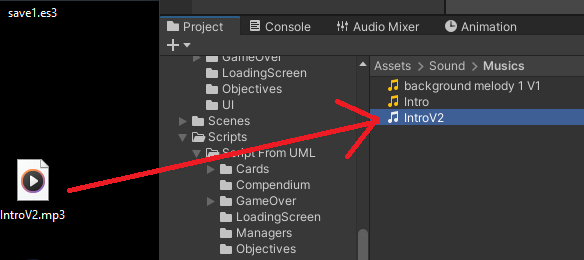 save1.es3
IntroV2.mp3
Project
Console
Audio Mixer
Animation
+
GameOver
LoadingScreen
Objectives
UI
Scenes
Scripts
Script From UML
Cards
Compendium
GameOver
LoadingScreen
Managers
Objectives
Assets > Sound > Musics
background melody 1 V1
Intro
IntroV2